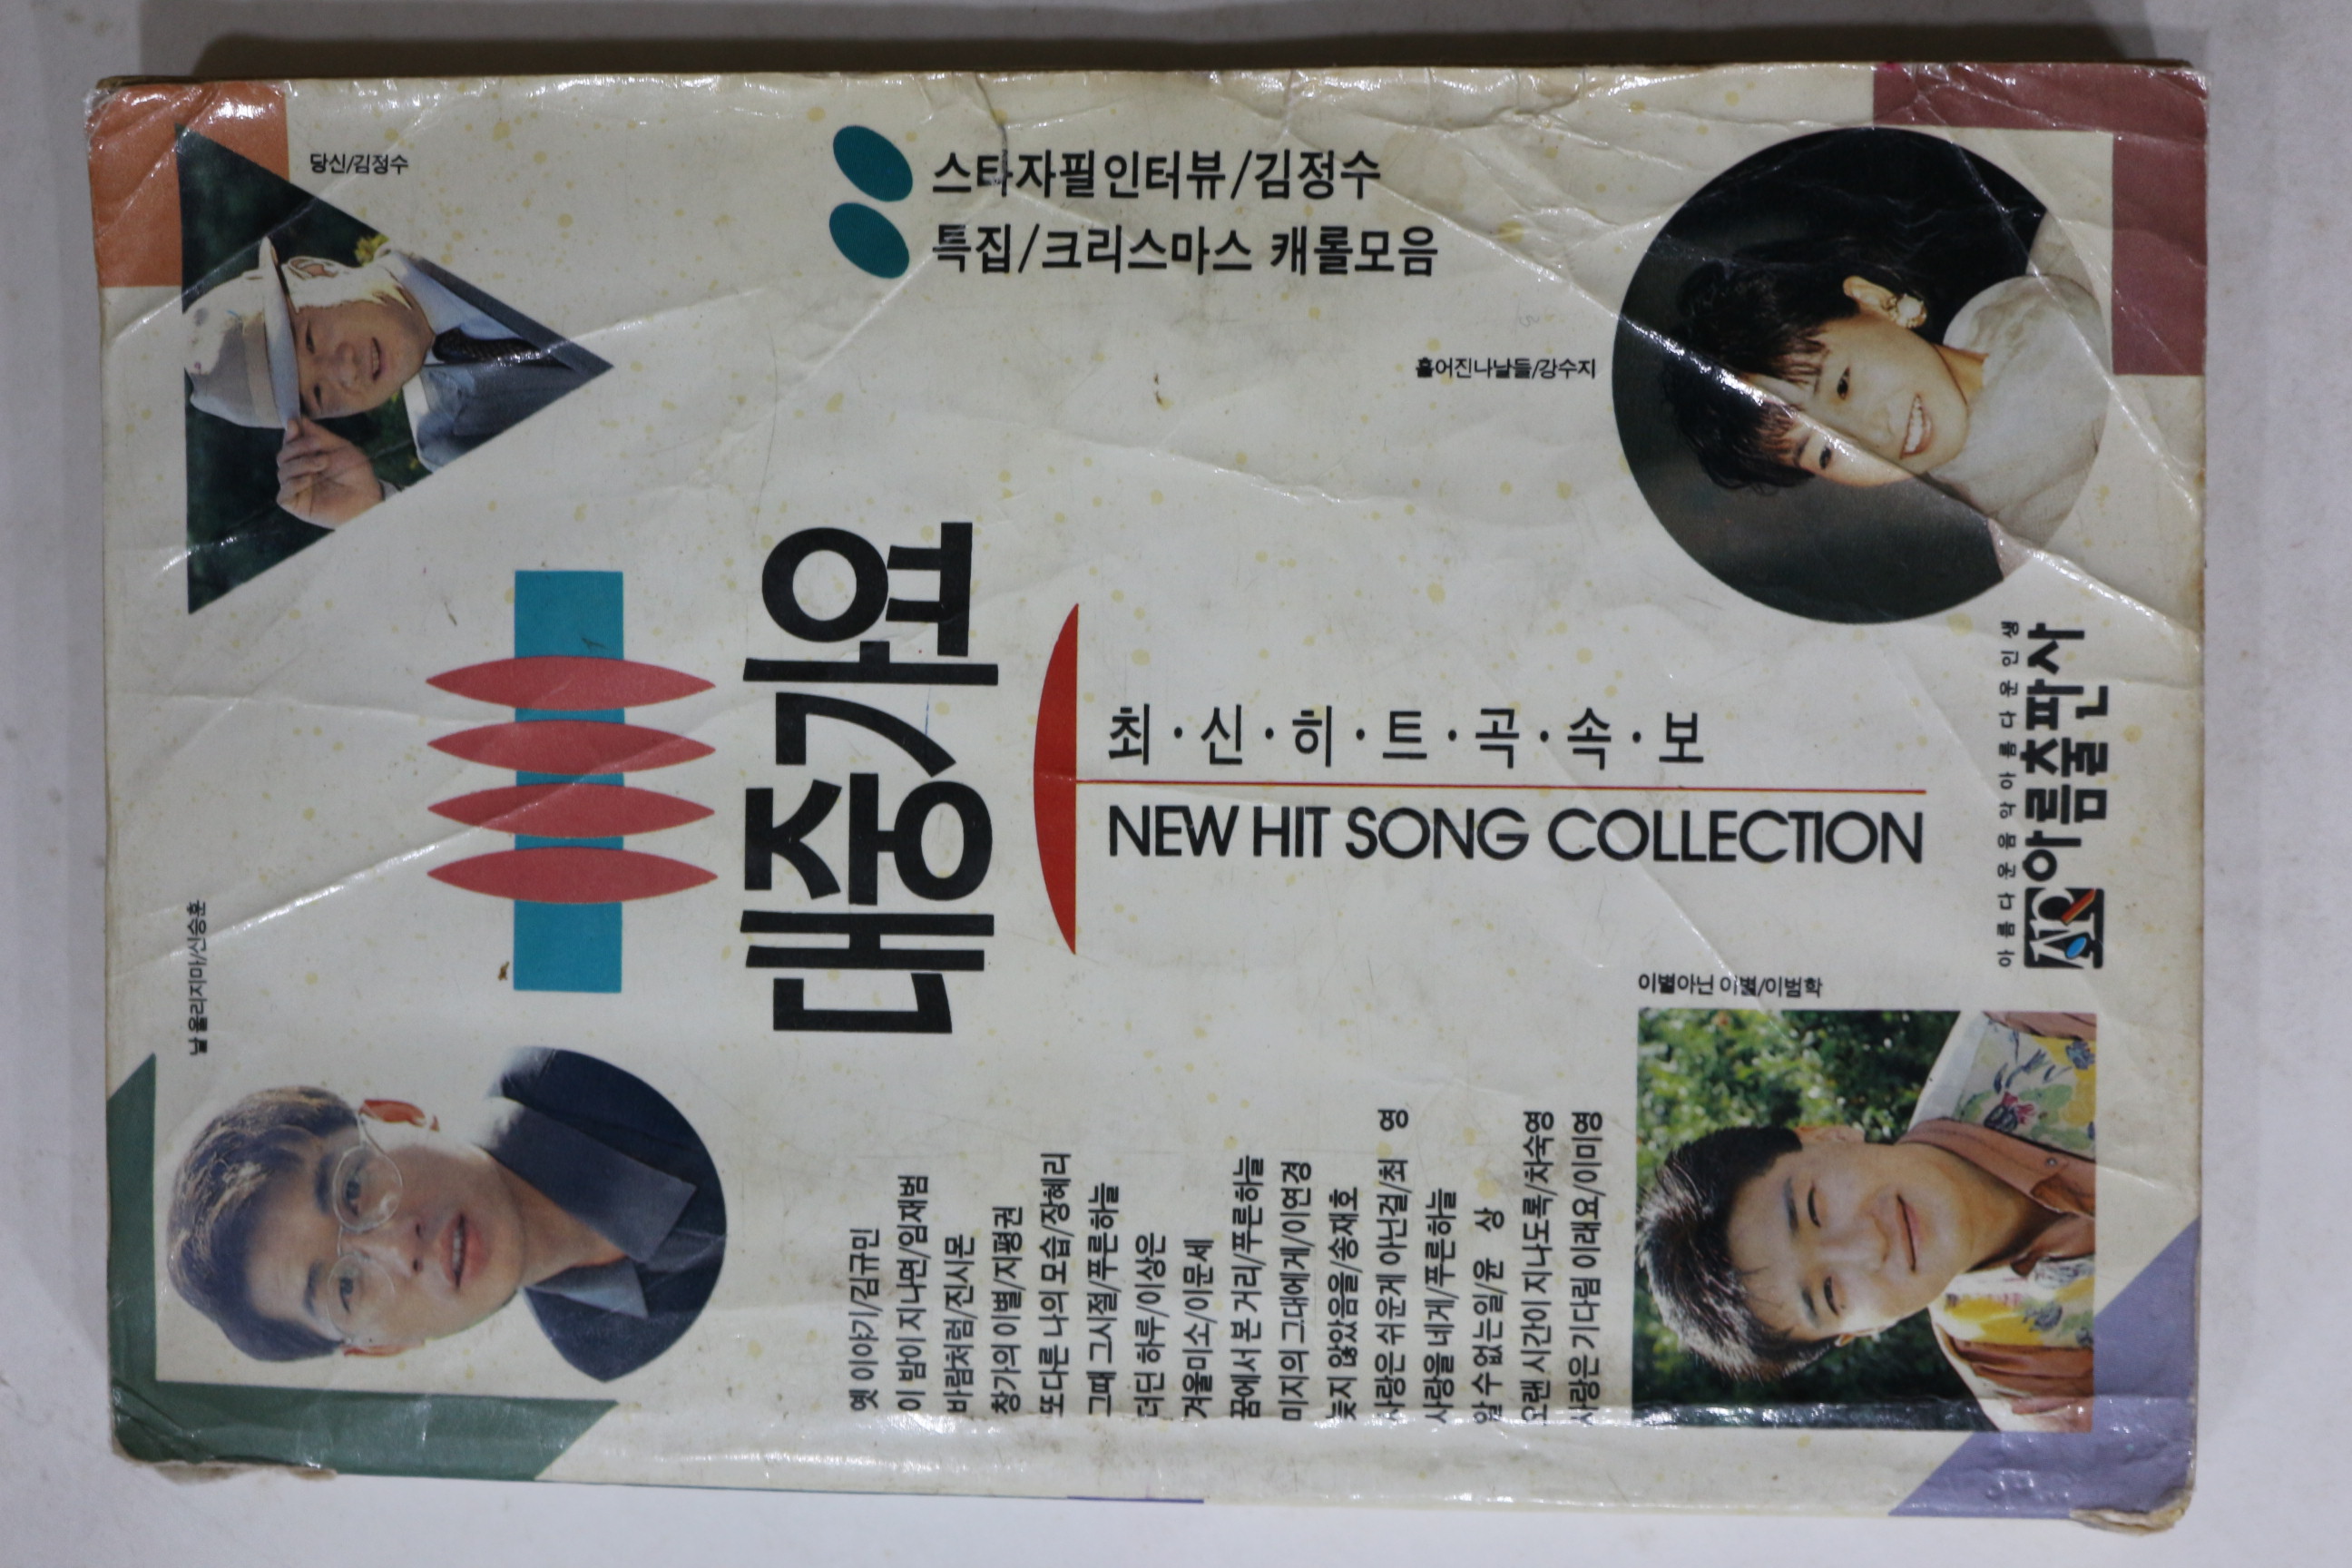 날 울리지마/신승훈
당신/김정수
대중가요
옛 이야기/김규민
이 밤이 지나면/임재범
바람처럼/진시몬
창가의 이별/지평권
또다른 나의 모습/장혜리
그때 그시절/푸른하늘
더딘 하루/이상은
겨울미소/이문세
꿈에서 본 거리/푸른하늘
미지의 그대에게/이연경
늦지 않았음을/송재호
사랑은 쉬운게 아닌걸/최 영
사랑을 네게/푸른하늘
알 수 없는 일/윤 상
오랜 시간이 지나도록/차숙영
사랑은 기다림 이래요/이미영
스타자필인터뷰/김정수
특집/크리스마스 캐롤모음
최·신·히·트·곡·속·보
NEW HIT SONG COLLECTION
흩어진나날들/강수지
이별아닌 이별/이범학
아름다운음악아름다운인생
아름출판사